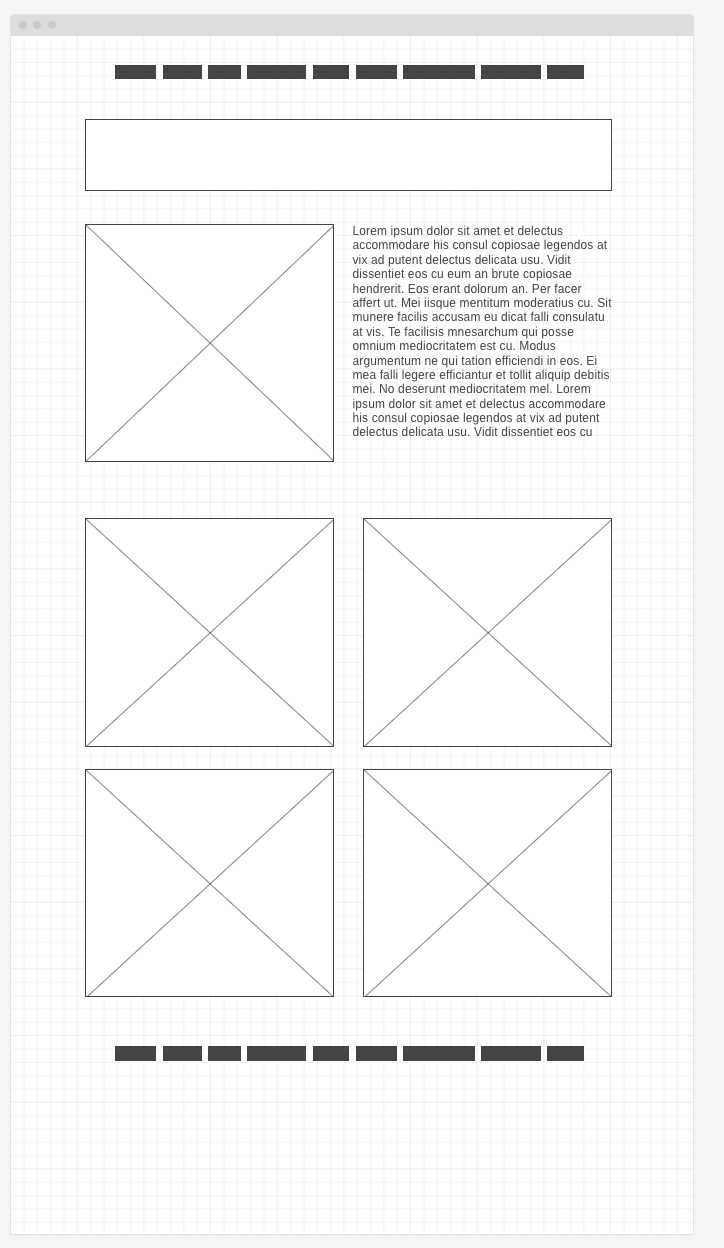 Lorem ipsum dolor sit amet et delectus
accommodare his consul copiosae legendos at
vix ad putent delectus delicata usu. Vidit
dissentiet eos cu eum an brute copiosae
hendrerit. Eos erant dolorum an. Per facer
affert ut. Mei iisque mentitum moderatius cu. Sit
munere facilis accusam eu dicat falli consulatu
at vis. Te facilisis mnesarchum qui posse
omnium mediocritatem est cu. Modus
argumentum ne qui tation efficiendi in eos. Ei
mea falli legere efficiantur et tollit aliquip debitis
mei. No deserunt mediocritatem mel. Lorem
ipsum dolor sit amet et delectus accommodare
his consul copiosae legendos at vix ad putent
delectus delicata usu. Vidit dissentiet eos cu